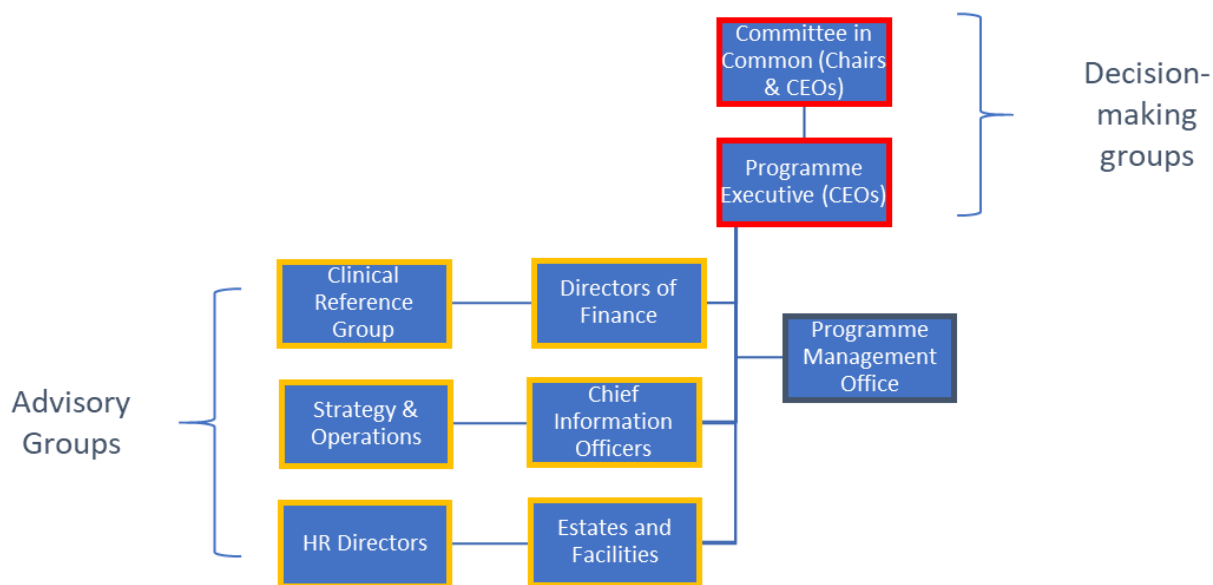 Committee in
Common (Chairs
& CEOs)
Decision-
making
groups
Programme
Executive (CEOs)
Clinical
Reference
Group
Directors of
Finance
Programme
Management
Office
Advisory
Groups
Strategy &
Operations
Chief
Information
Officers
HR Directors
Estates and
Facilities